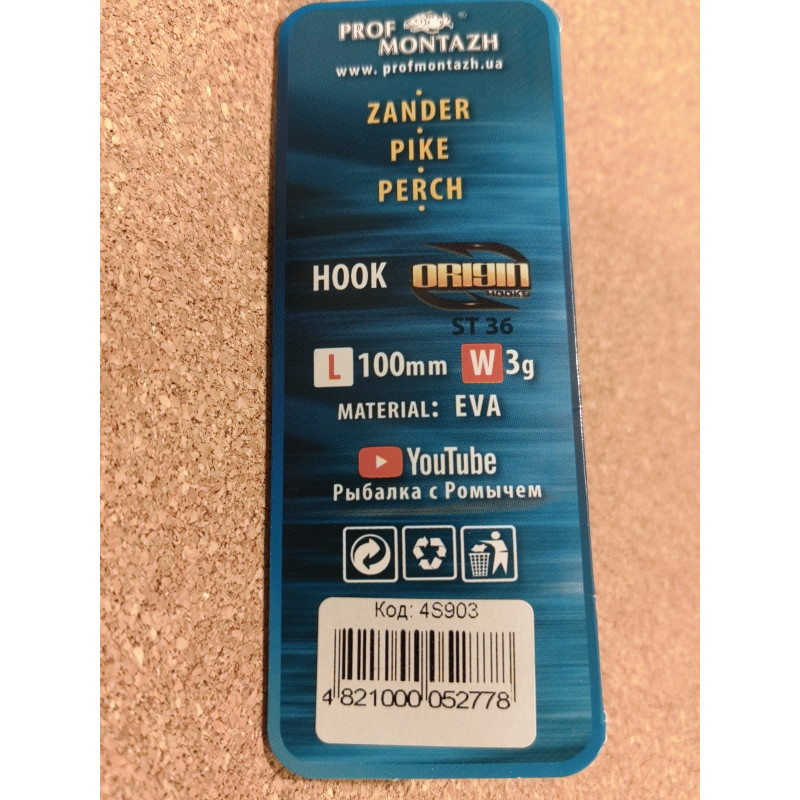 PROF
MONTAZH
®
www. profmontazh.ua
ZANDER
PIKE
PERCH
HOOK ORIGIN
HOOKS
ST 36
L 100mm W 3g
MATERIAL: EVA
YouTube
Рыбалка с Ромычем
Код: 4S903
4 821000 052778